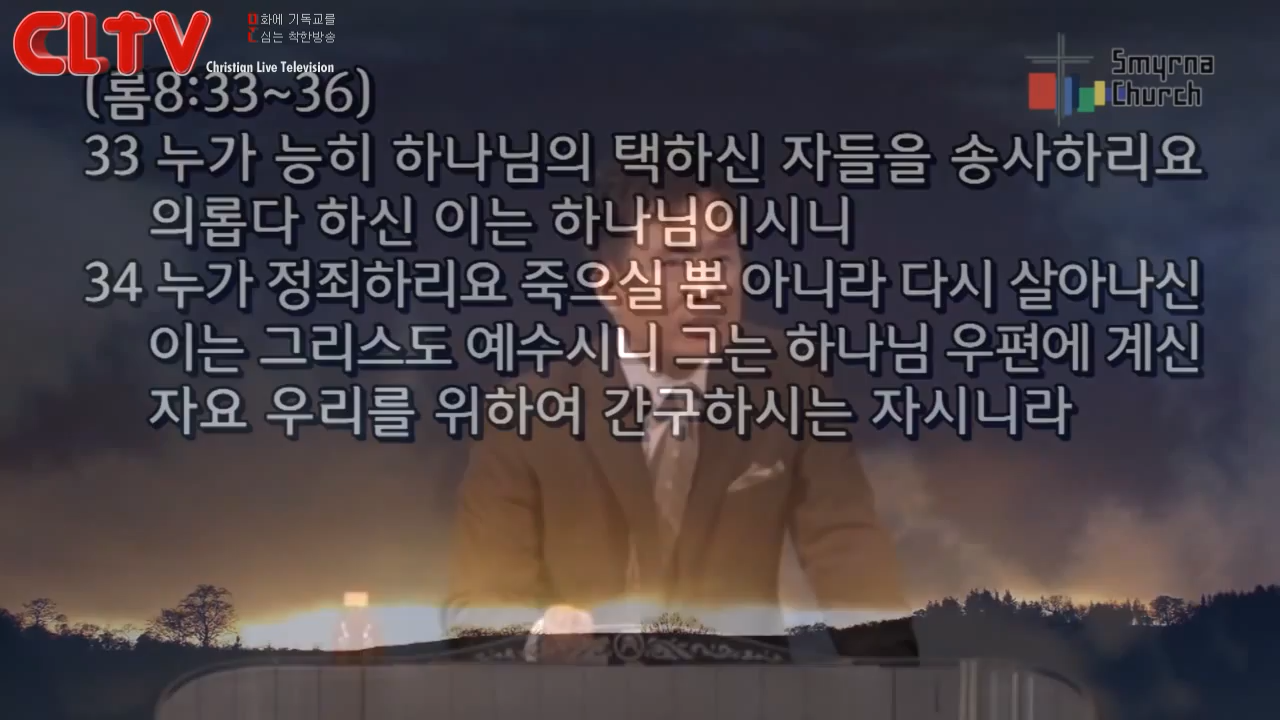 CLTV
문화에 기독교를
심는 착한방송
Christian Live Television
Smyrna
Church
(롬8:33~36)
33 누가 능히 하나님의 택하신 자들을 송사하리요
의롭다 하신 이는 하나님이시니
34 누가 정죄하리요 죽으실 뿐 아니라 다시 살아나신
이는 그리스도 예수시니 그는 하나님 우편에 계신
자요 우리를 위하여 간구하시는 자시니라